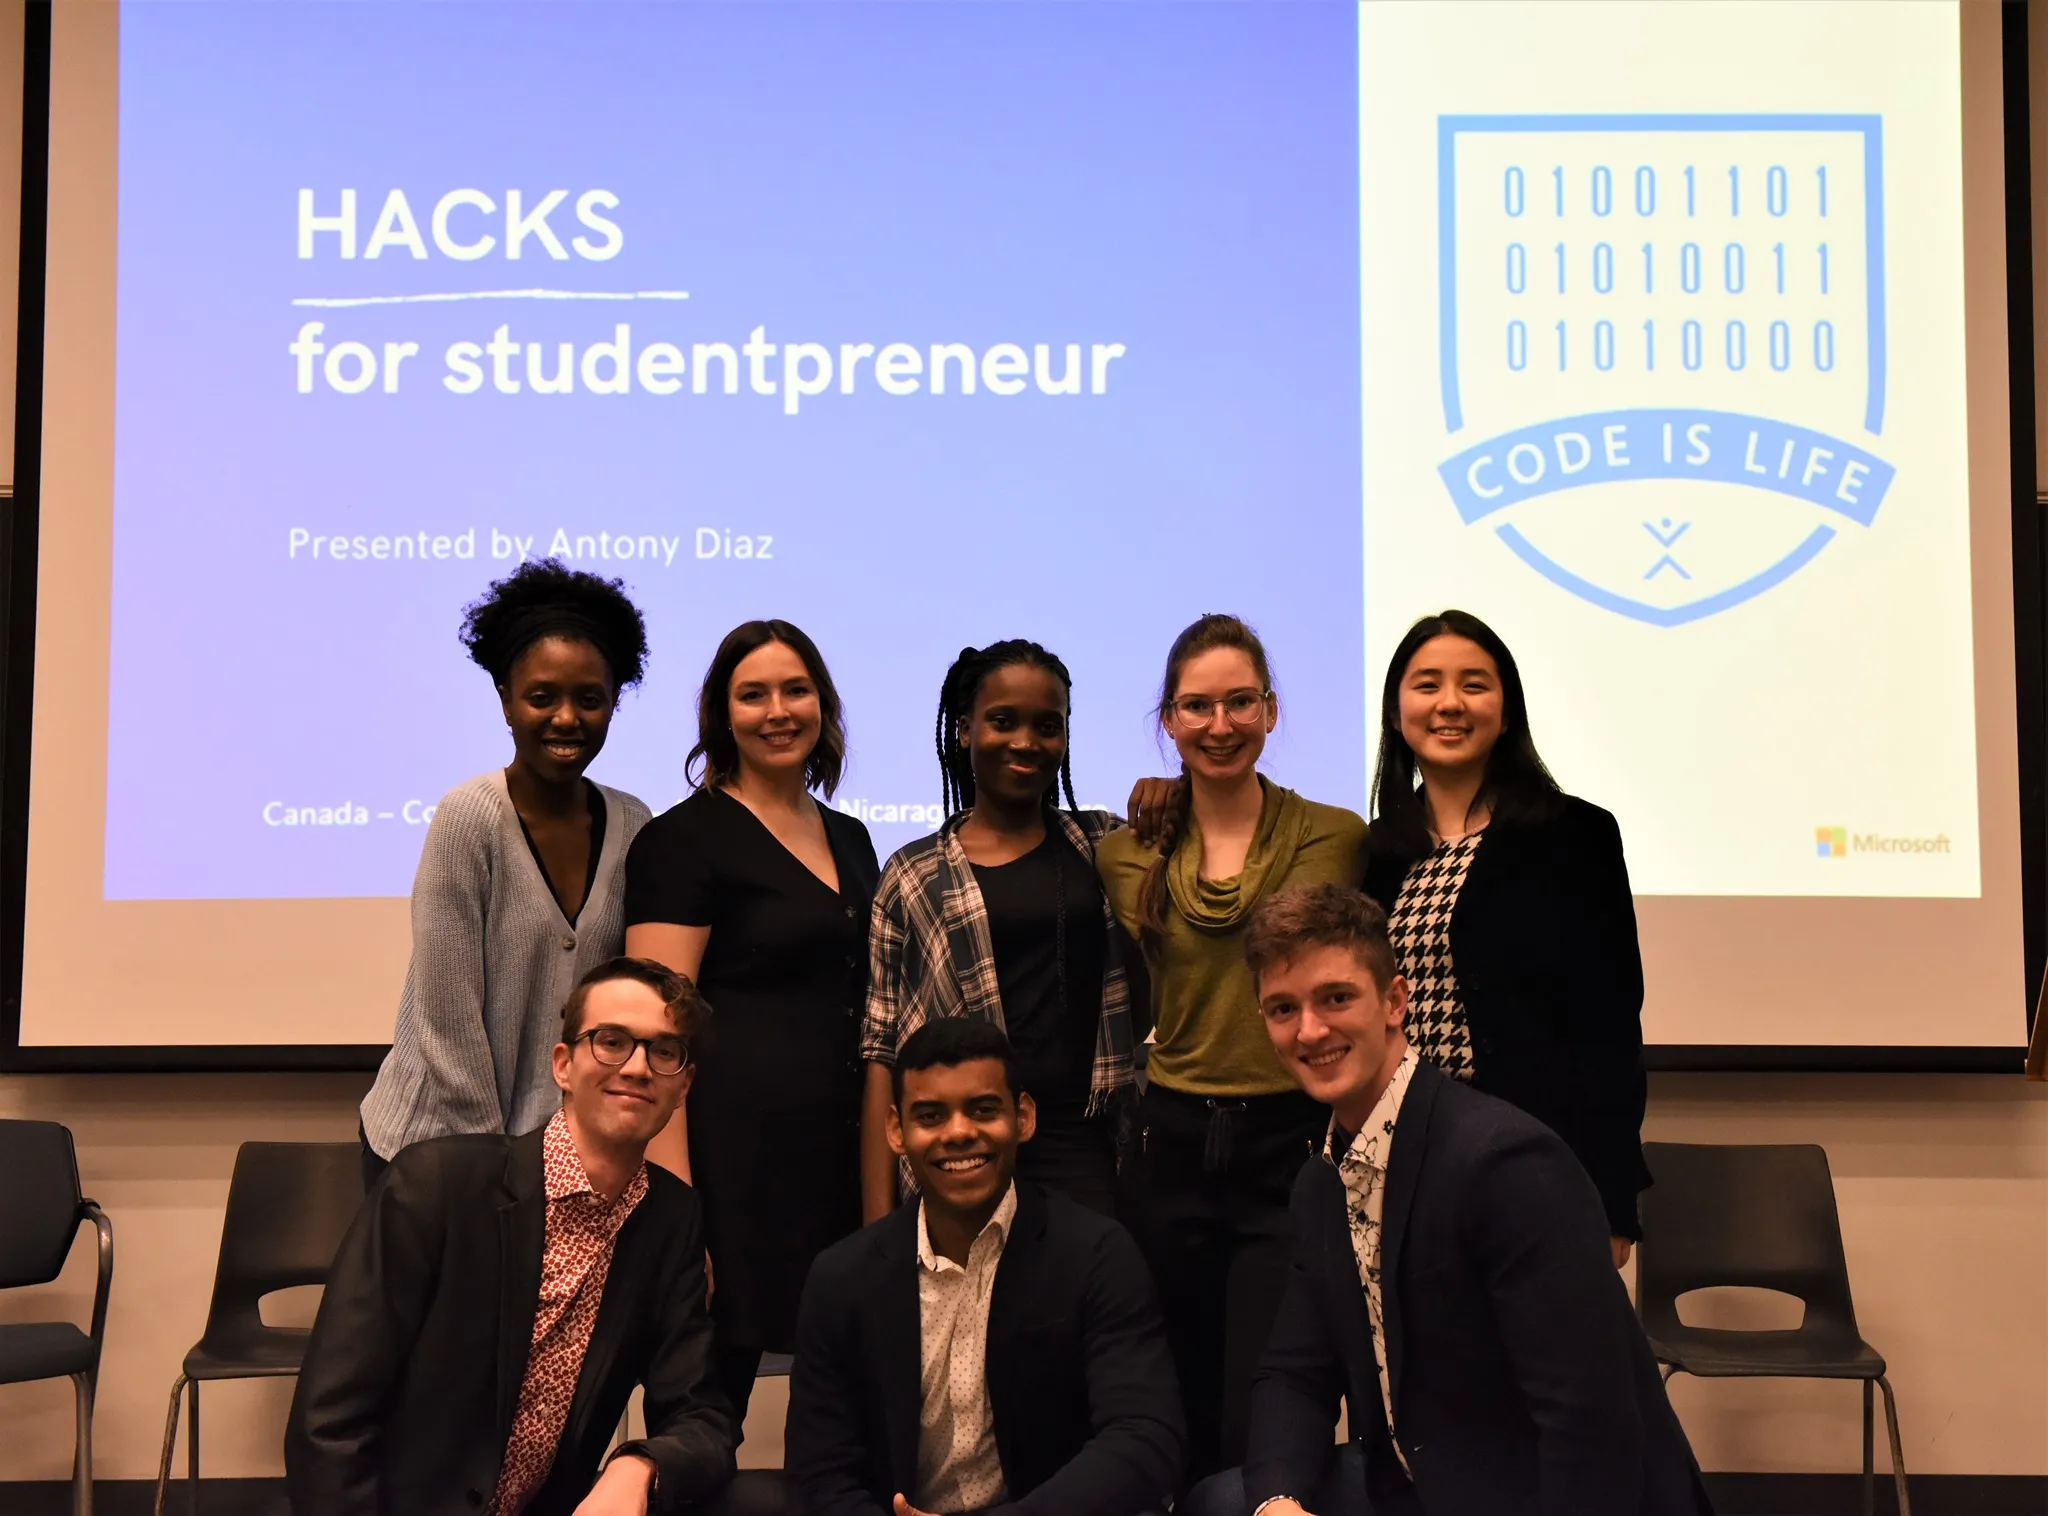 HACKS
for studentpreneur
Presented by Antony Diaz
Canada –
01001101
01010011
01010000
CODE IS LIFE
Microsoft